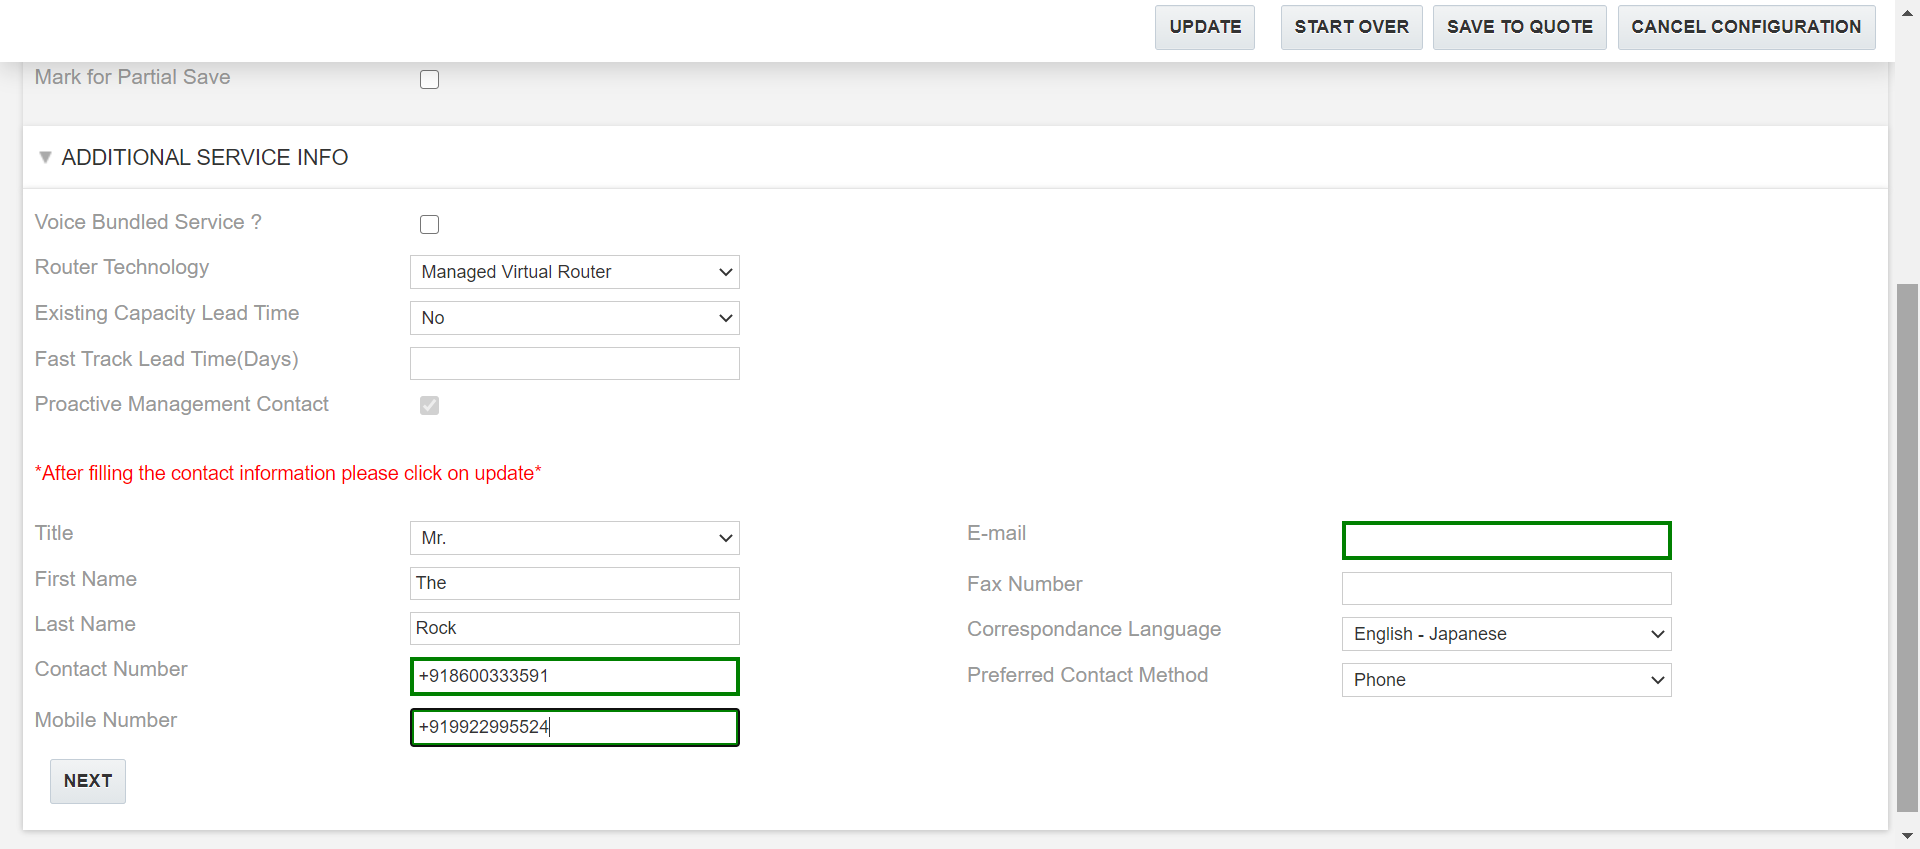 UPDATE START OVER SAVE TO QUOTE CANCEL CONFIGURATION
Mark for Partial Save
ADDITIONAL SERVICE INFO
Voice Bundled Service ?
Router Technology Managed Virtual Router
Existing Capacity Lead Time No
Fast Track Lead Time(Days)
Proactive Management Contact
*After filling the contact information please click on update*
Title Mr. E-mail
First Name The Fax Number
Last Name Rock Correspondance Language English - Japanese
Contact Number +918600333591 Preferred Contact Method Phone
Mobile Number +919922995524
NEXT